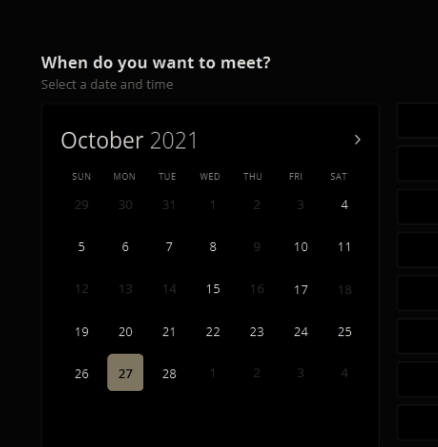 When do you want to meet?
Select a date and time
October 2021
SUN MON TUE WED THU FRI SAT
29 30 31 1 2 3 4
5 6 7 8 9 10 11
12 13 14 15 16 17 18
19 20 21 22 23 24 25
26 27 28 1 2 3 4